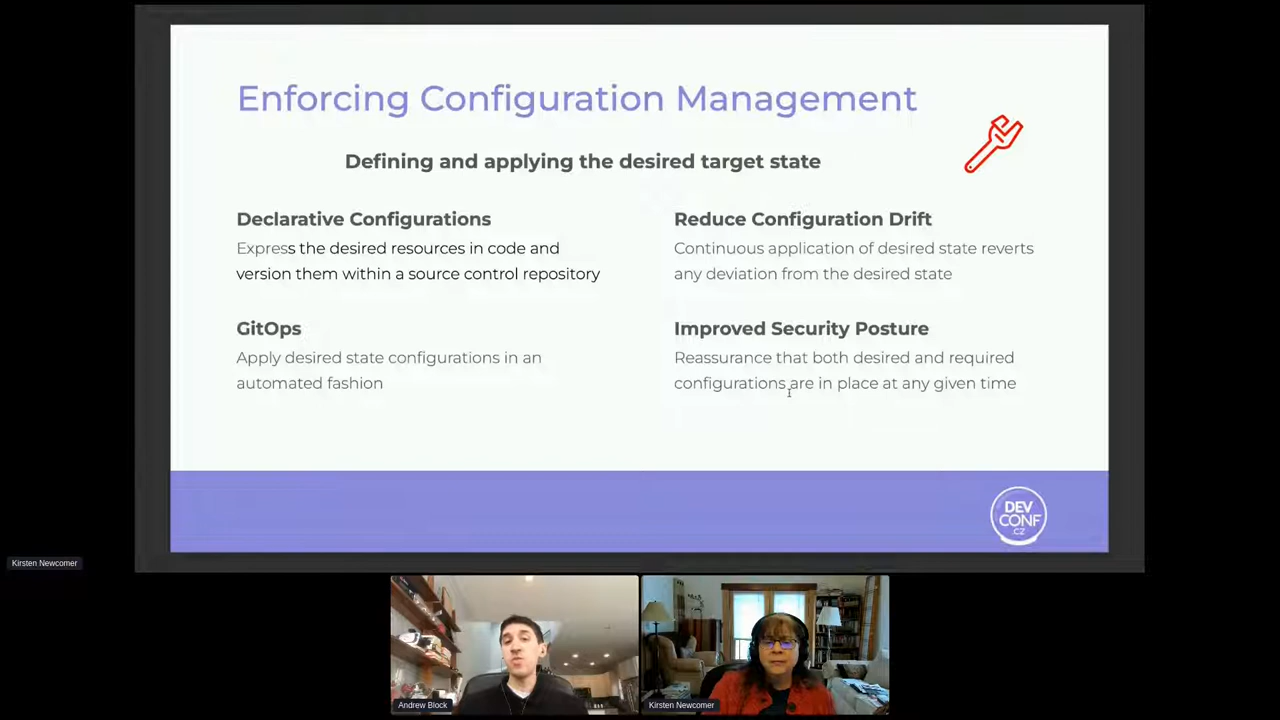 Enforcing Configuration Management
Defining and applying the desired target state
Declarative Configurations
Express the desired resources in code and
version them within a source control repository
GitOps
Apply desired state configurations in an
automated fashion
Reduce Configuration Drift
Continuous application of desired state reverts
any deviation from the desired state
Improved Security Posture
Reassurance that both desired and required
configurations are in place at any given time
DEV
CONF
.CZ
Kirsten Newcomer
Andrew Block
Kirsten Newcomer